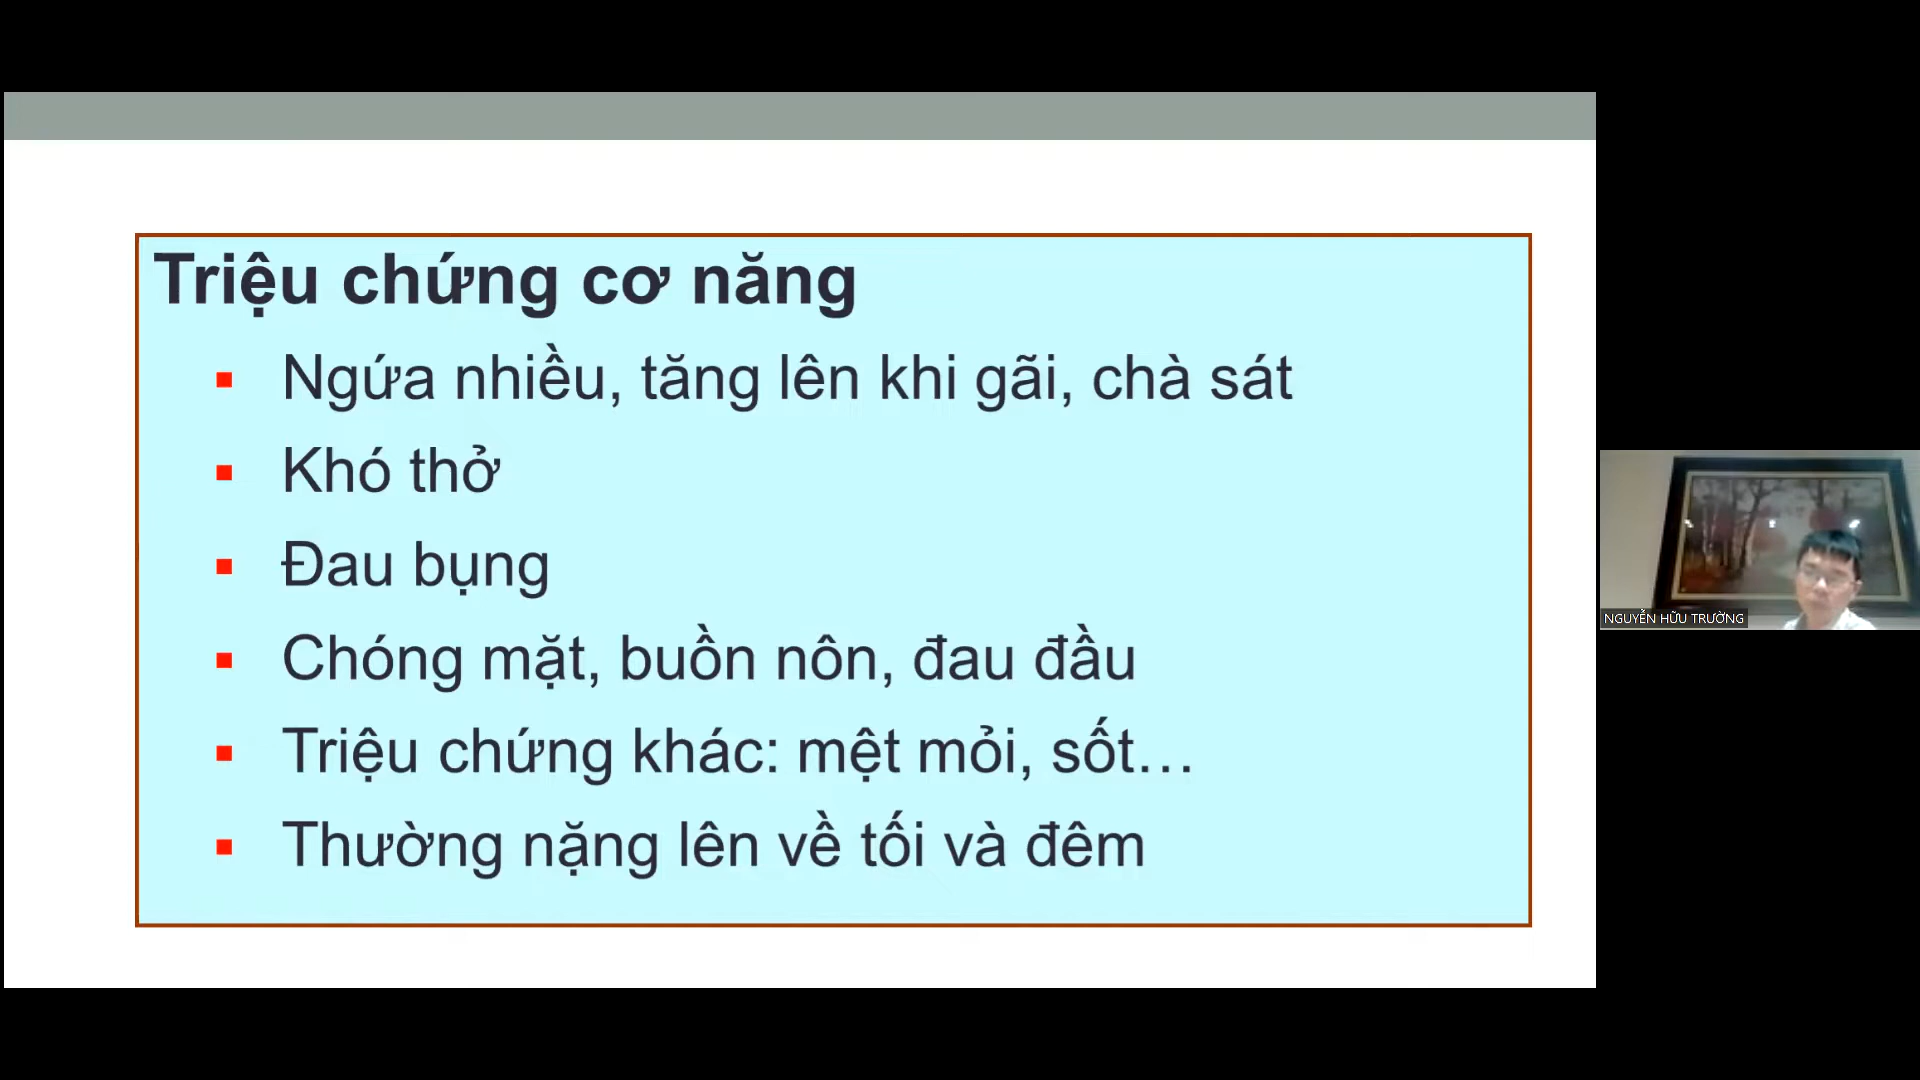 Triệu chứng cơ năng
Ngứa nhiều, tăng lên khi gãi, chà sát
Khó thở
Đau bụng
Chóng mặt, buồn nôn, đau đầu
Triệu chứng khác: mệt mỏi, sốt…
Thường nặng lên về tối và đêm
NGUYỄN HỮU TRƯỜNG